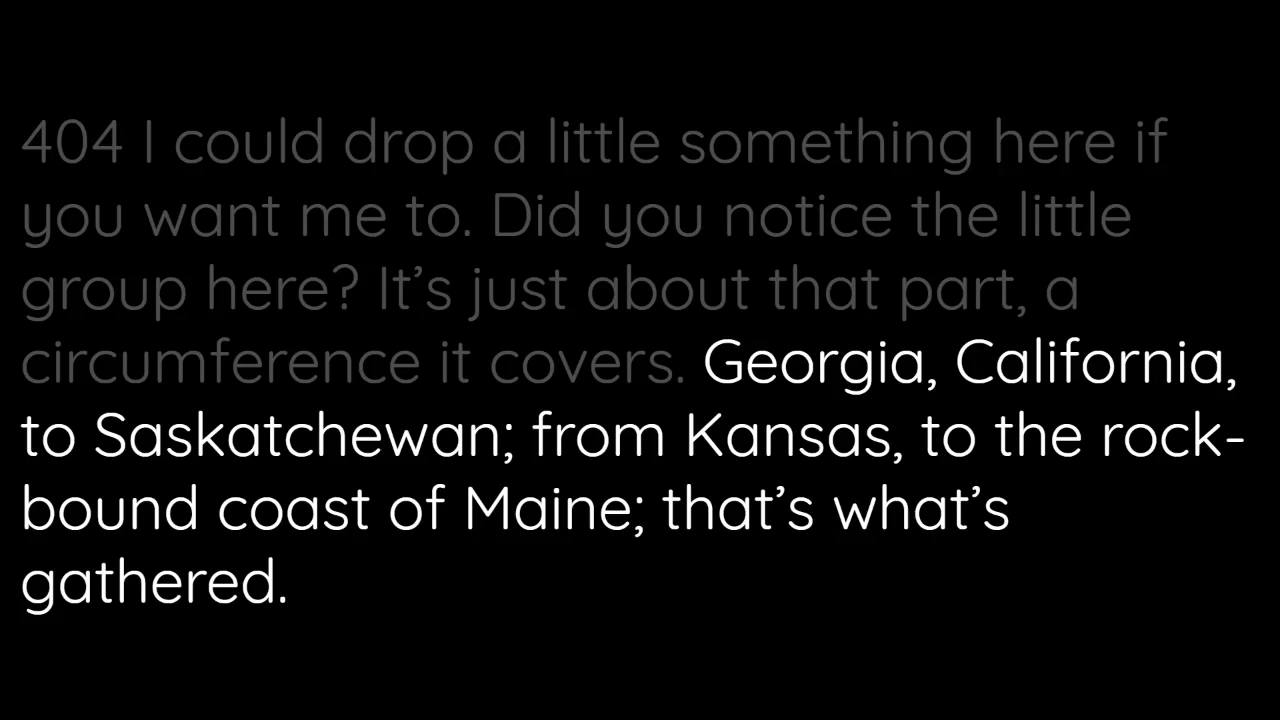 404 I could drop a little something here if
you want me to. Did you notice the little
group here? It’s just about that part, a
circumference it covers. Georgia, California,
to Saskatchewan; from Kansas, to the rock-
bound coast of Maine; that’s what’s
gathered.